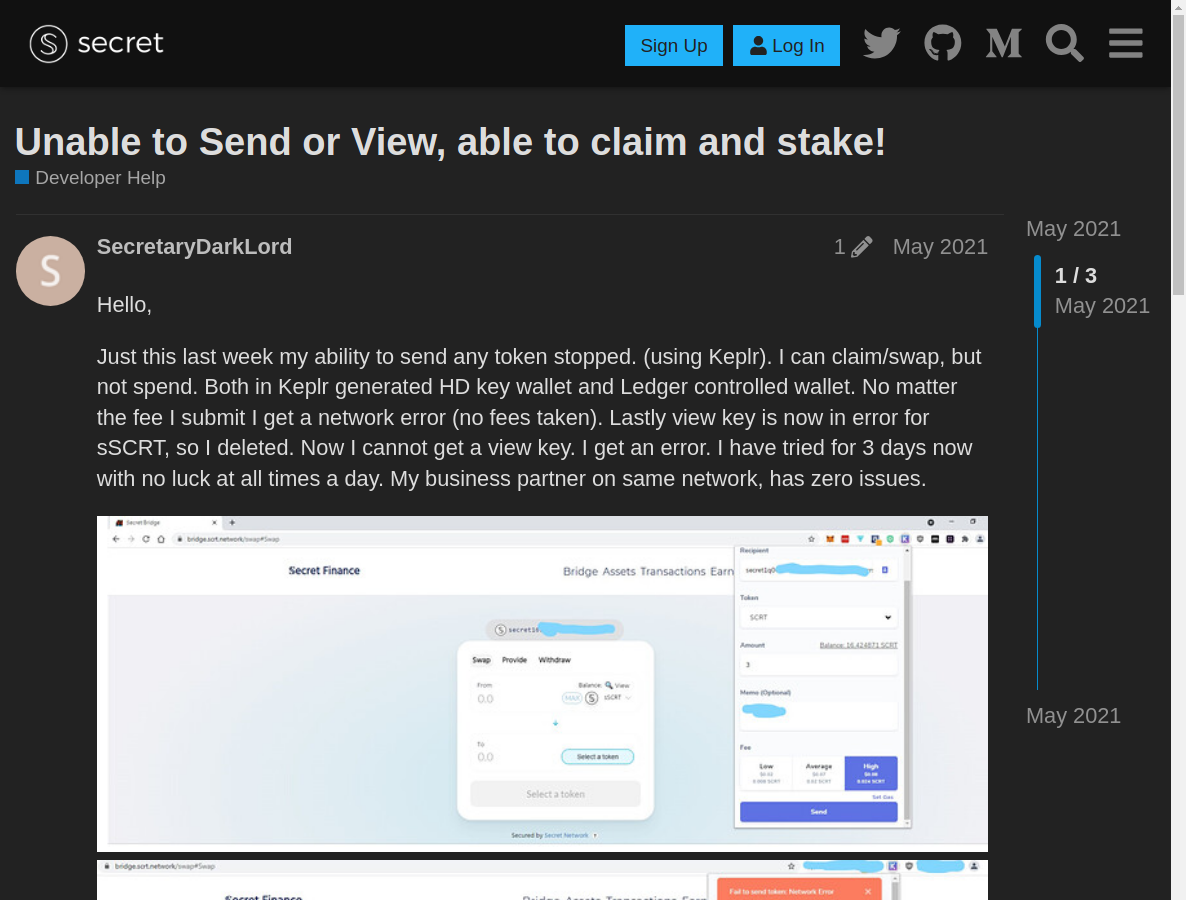 secret
Sign Up
Log In
Unable to Send or View, able to claim and stake!
Developer Help
SecretaryDarkLord
1
May 2021
May 2021
1 / 3
May 2021
May 2021
Hello,
Just this last week my ability to send any token stopped. (using Keplr). I can claim/swap, but
not spend. Both in Keplr generated HD key wallet and Ledger controlled wallet. No matter
the fee I submit I get a network error (no fees taken). Lastly view key is now in error for
sSCRT, so I deleted. Now I cannot get a view key. I get an error. I have tried for 3 days now
with no luck at all times a day. My business partner on same network, has zero issues.
Secret Bridge
bridge.scrt.network/swap#Swap
Secret Finance
Bridge Assets Transactions Earn
Swap Provide Withdraw
From
Balance: View
0.0
MAX
sSCRT
To
0.0
Select a token
Select a token
Secured by Secret Network
Recipient
Token
SCRT
Amount
Balance: 16.424871 SCRT
3
Memo (Optional)
Fee
Low
Average
High
Set Gas
Send
bridge.scrt.network/swap#Swap
Fail to send token: Network Error
Secret Finance
Bridge Assets Transactions Earn